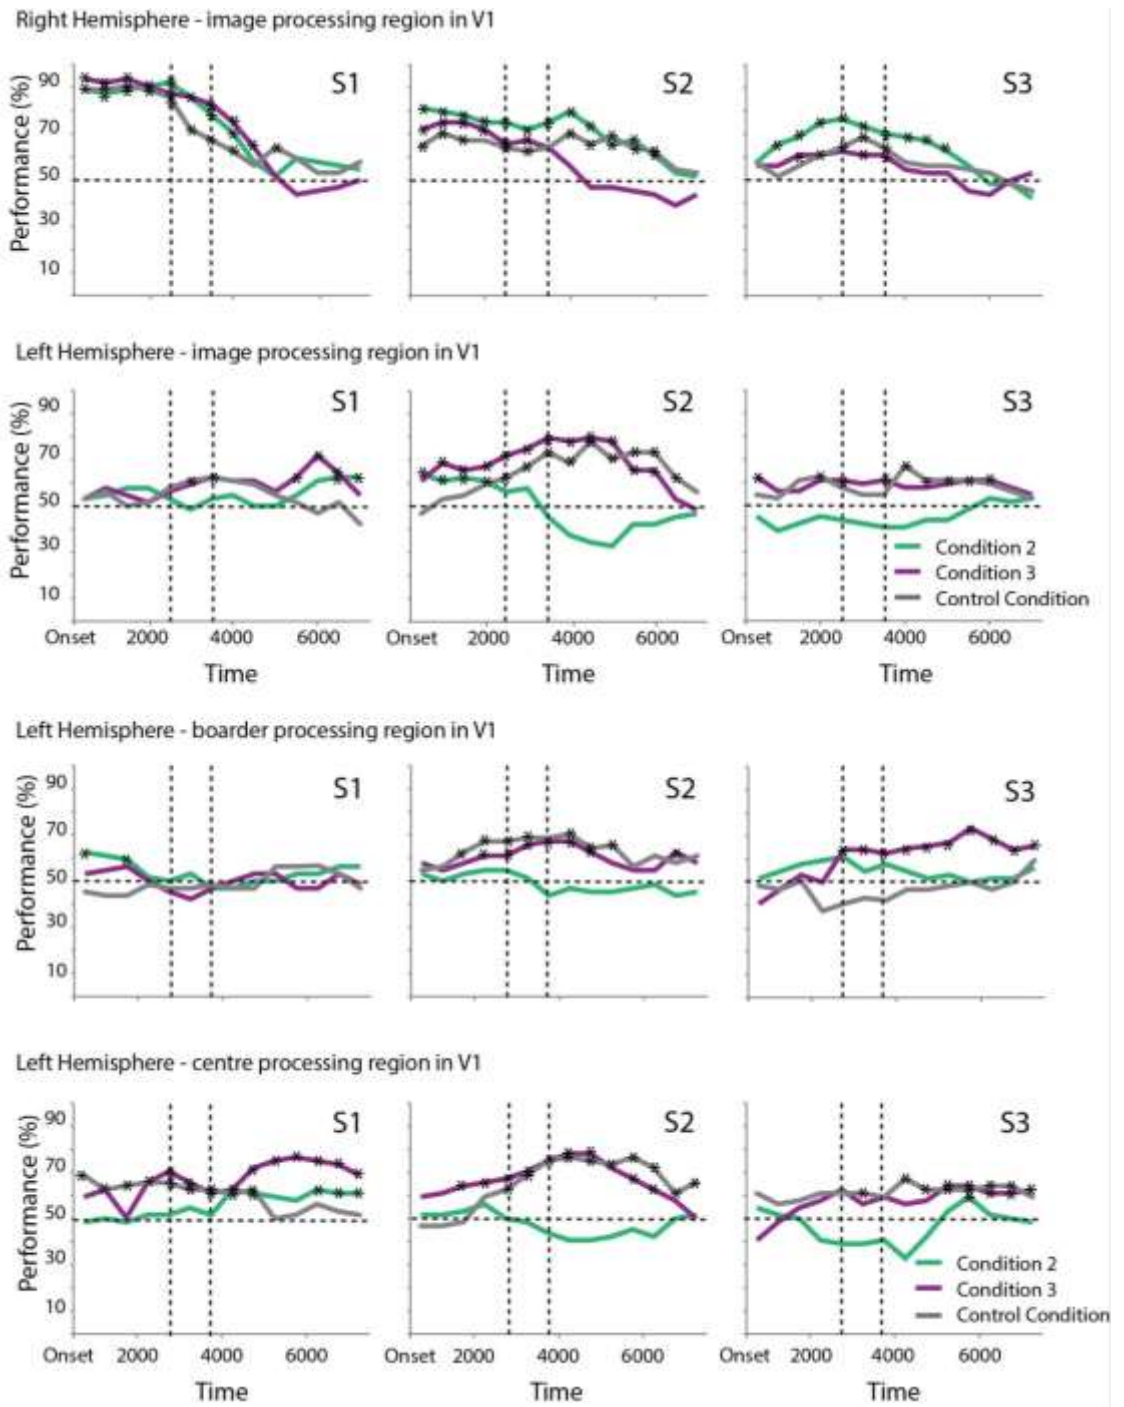 Right Hemisphere - image processing region in V1
Performance (%)
90
70
50
30
10
S1
S2
S3
Left Hemisphere - image processing region in V1
Performance (%)
90
70
50
30
10
S1
S2
S3
Condition 2
Condition 3
Control Condition
Onset 2000 4000 6000 Onset 2000 4000 6000 Onset 2000 4000 6000
Time Time Time
Left Hemisphere - boarder processing region in V1
Performance (%)
90
70
50
30
10
S1
S2
S3
Left Hemisphere - centre processing region in V1
Performance (%)
90
70
50
30
10
S1
S2
S3
Condition 2
Condition 3
Control Condition
Onset 2000 4000 6000 Onset 2000 4000 6000 Onset 2000 4000 6000
Time Time Time